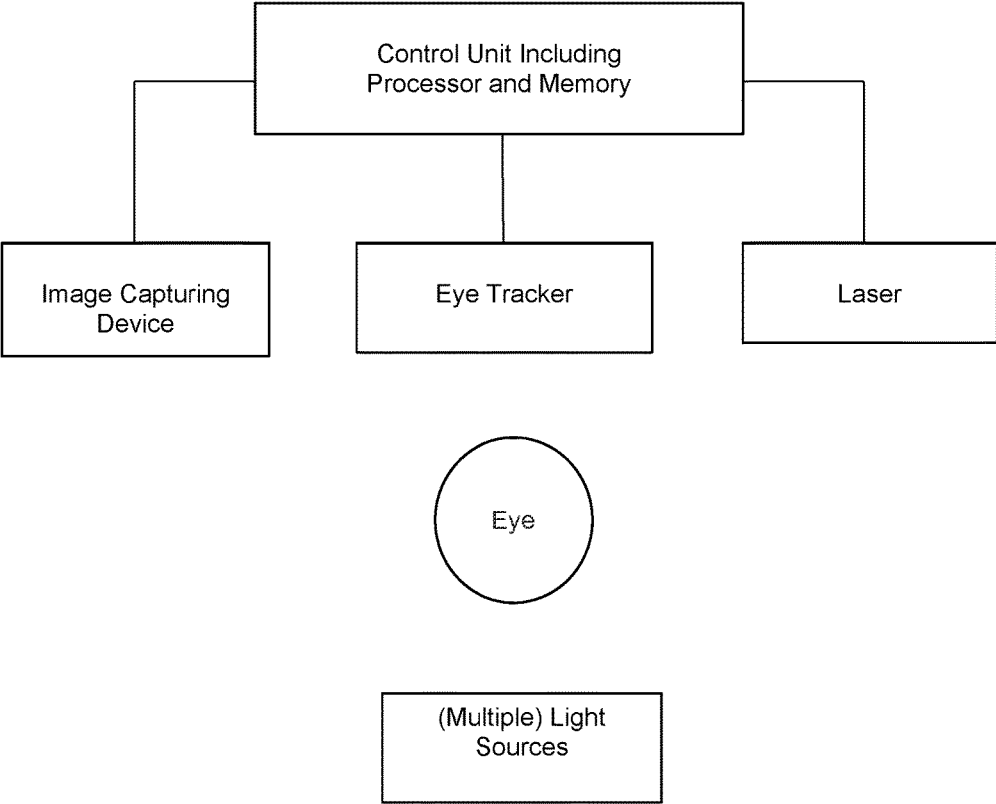 Control Unit Including
Processor and Memory
Image Capturing
Device
Eye Tracker
Laser
Eye
(Multiple) Light
Sources